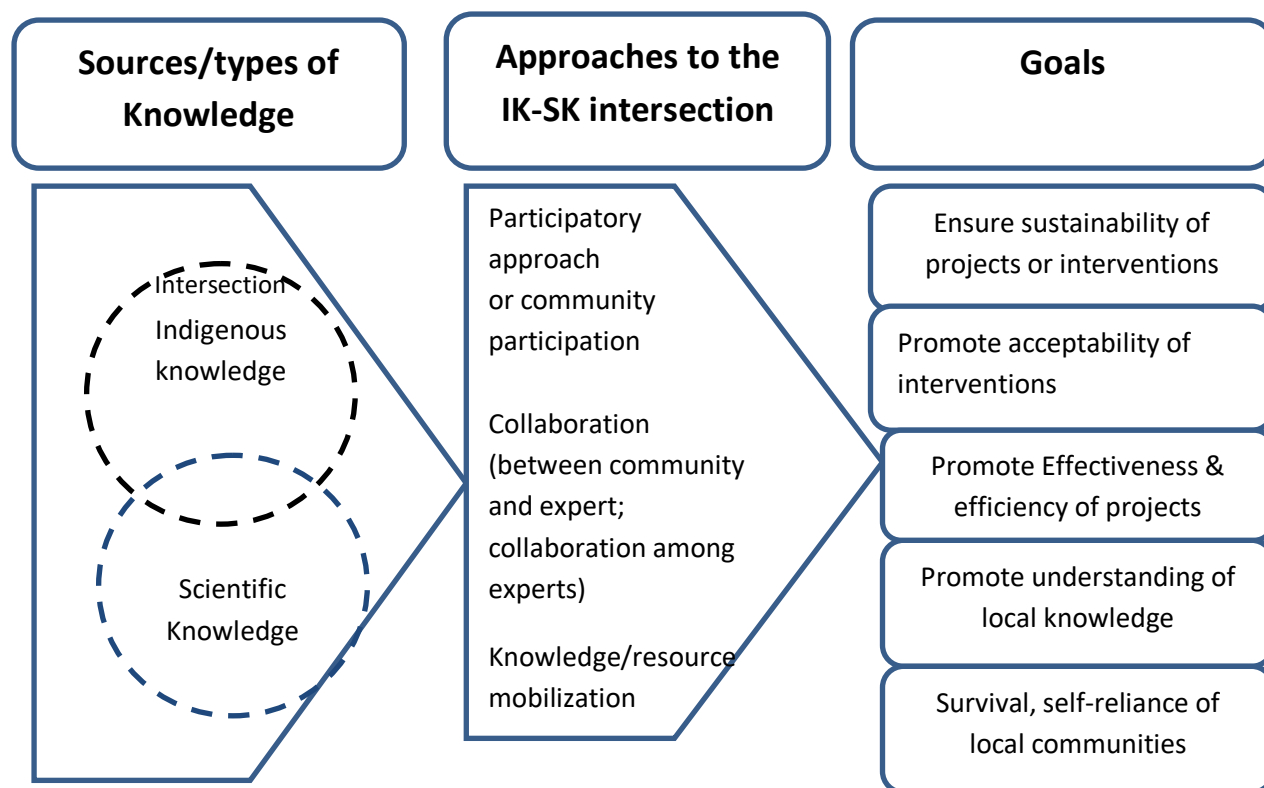 Sources/types of
Knowledge
Approaches to the
IK-SK intersection
Goals
Intersection
Indigenous
knowledge
Scientific
Knowledge
Participatory
approach
or community
participation
Collaboration
(between community
and expert;
collaboration among
experts)
Knowledge/resource
mobilization
Ensure sustainability of
projects or interventions
Promote acceptability of
interventions
Promote Effectiveness &
efficiency of projects
Promote understanding of
local knowledge
Survival, self-reliance of
local communities